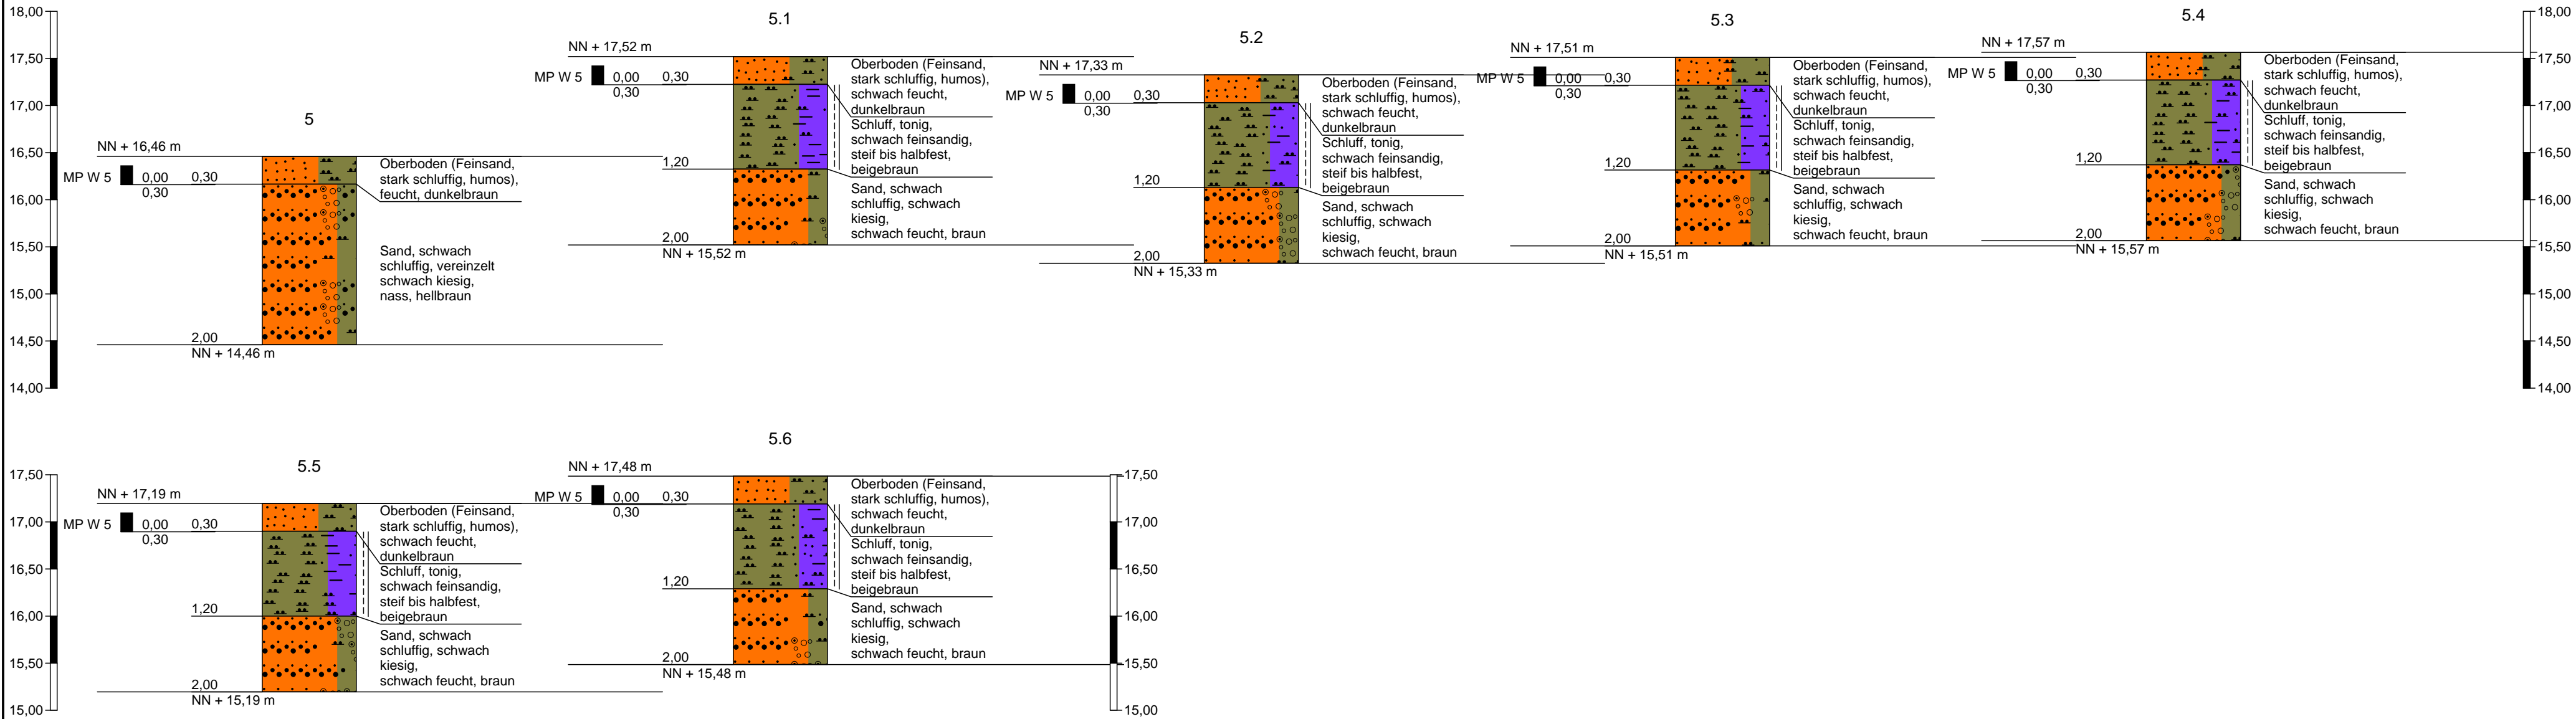 18,00
17,50
17,00
16,50
16,00
15,50
15,00
14,50
14,00
5
NN + 16,46 m
MP W 5
0,00
0,30
0,30
2,00
NN + 14,46 m
Oberboden (Feinsand,
stark schluffig, humos),
feucht, dunkelbraun
Sand, schwach
schluffig, vereinzelt
schwach kiesig,
nass, hellbraun
5.1
NN + 17,52 m
MP W 5
0,00
0,30
0,30
1,20
2,00
NN + 15,52 m
Oberboden (Feinsand,
stark schluffig, humos),
schwach feucht,
dunkelbraun
Schluff, tonig,
schwach feinsandig,
steif bis halbfest,
beigebraun
Sand, schwach
schluffig, schwach
kiesig,
schwach feucht, braun
5.2
NN + 17,33 m
MP W 5
0,00
0,30
0,30
1,20
2,00
NN + 15,33 m
Oberboden (Feinsand,
stark schluffig, humos),
schwach feucht,
dunkelbraun
Schluff, tonig,
schwach feinsandig,
steif bis halbfest,
beigebraun
Sand, schwach
schluffig, schwach
kiesig,
schwach feucht, braun
5.3
NN + 17,51 m
MP W 5
0,00
0,30
0,30
1,20
2,00
NN + 15,51 m
Oberboden (Feinsand,
stark schluffig, humos),
schwach feucht,
dunkelbraun
Schluff, tonig,
schwach feinsandig,
steif bis halbfest,
beigebraun
Sand, schwach
schluffig, schwach
kiesig,
schwach feucht, braun
5.4
NN + 17,57 m
MP W 5
0,00
0,30
0,30
1,20
2,00
NN + 15,57 m
Oberboden (Feinsand,
stark schluffig, humos),
schwach feucht,
dunkelbraun
Schluff, tonig,
schwach feinsandig,
steif bis halbfest,
beigebraun
Sand, schwach
schluffig, schwach
kiesig,
schwach feucht, braun
18,00
17,50
17,00
16,50
16,00
15,50
15,00
14,50
14,00
17,50
17,00
16,50
16,00
15,50
15,00
5.5
NN + 17,19 m
MP W 5
0,00
0,30
0,30
1,20
2,00
NN + 15,19 m
Oberboden (Feinsand,
stark schluffig, humos),
schwach feucht,
dunkelbraun
Schluff, tonig,
schwach feinsandig,
steif bis halbfest,
beigebraun
Sand, schwach
schluffig, schwach
kiesig,
schwach feucht, braun
5.6
NN + 17,48 m
MP W 5
0,00
0,30
0,30
1,20
2,00
NN + 15,48 m
Oberboden (Feinsand,
stark schluffig, humos),
schwach feucht,
dunkelbraun
Schluff, tonig,
schwach feinsandig,
steif bis halbfest,
beigebraun
Sand, schwach
schluffig, schwach
kiesig,
schwach feucht, braun
17,50
17,00
16,50
16,00
15,50
15,00